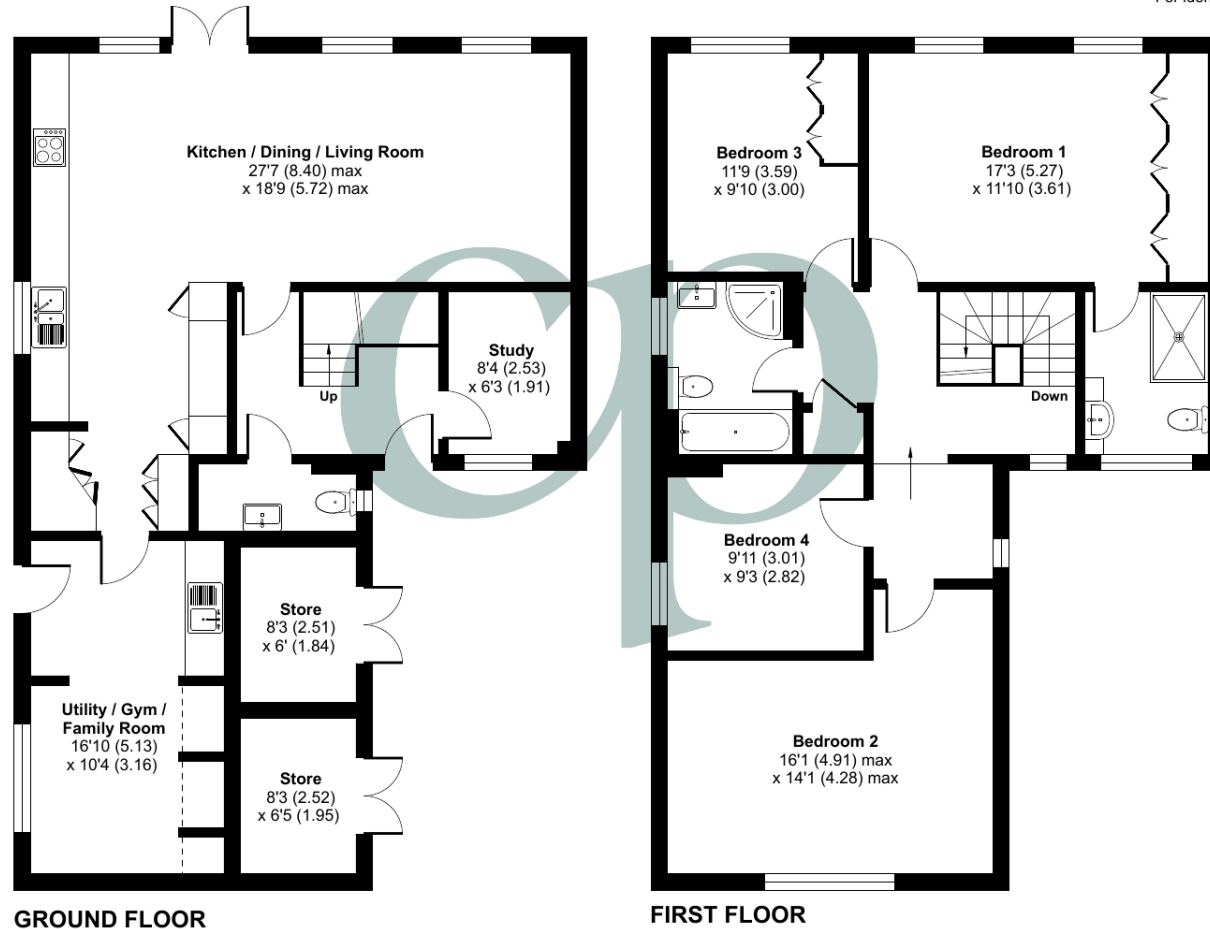 Kitchen / Dining / Living Room
27'7 (8.40) max
x 18'9 (5.72) max
Study
8'4 (2.53)
x 6'3 (1.91)
Up
Store
8'3 (2.51)
x 6' (1.84)
Utility / Gym /
Family Room
16'10 (5.13)
x 10'4 (3.16)
Store
8'3 (2.52)
x 6'5 (1.95)
GROUND FLOOR
Bedroom 3
11'9 (3.59)
x 9'10 (3.00)
Bedroom 1
17'3 (5.27)
x 11'10 (3.61)
Down
Bedroom 4
9'11 (3.01)
x 9'3 (2.82)
Bedroom 2
16'1 (4.91) max
x 14'1 (4.28) max
FIRST FLOOR
cp